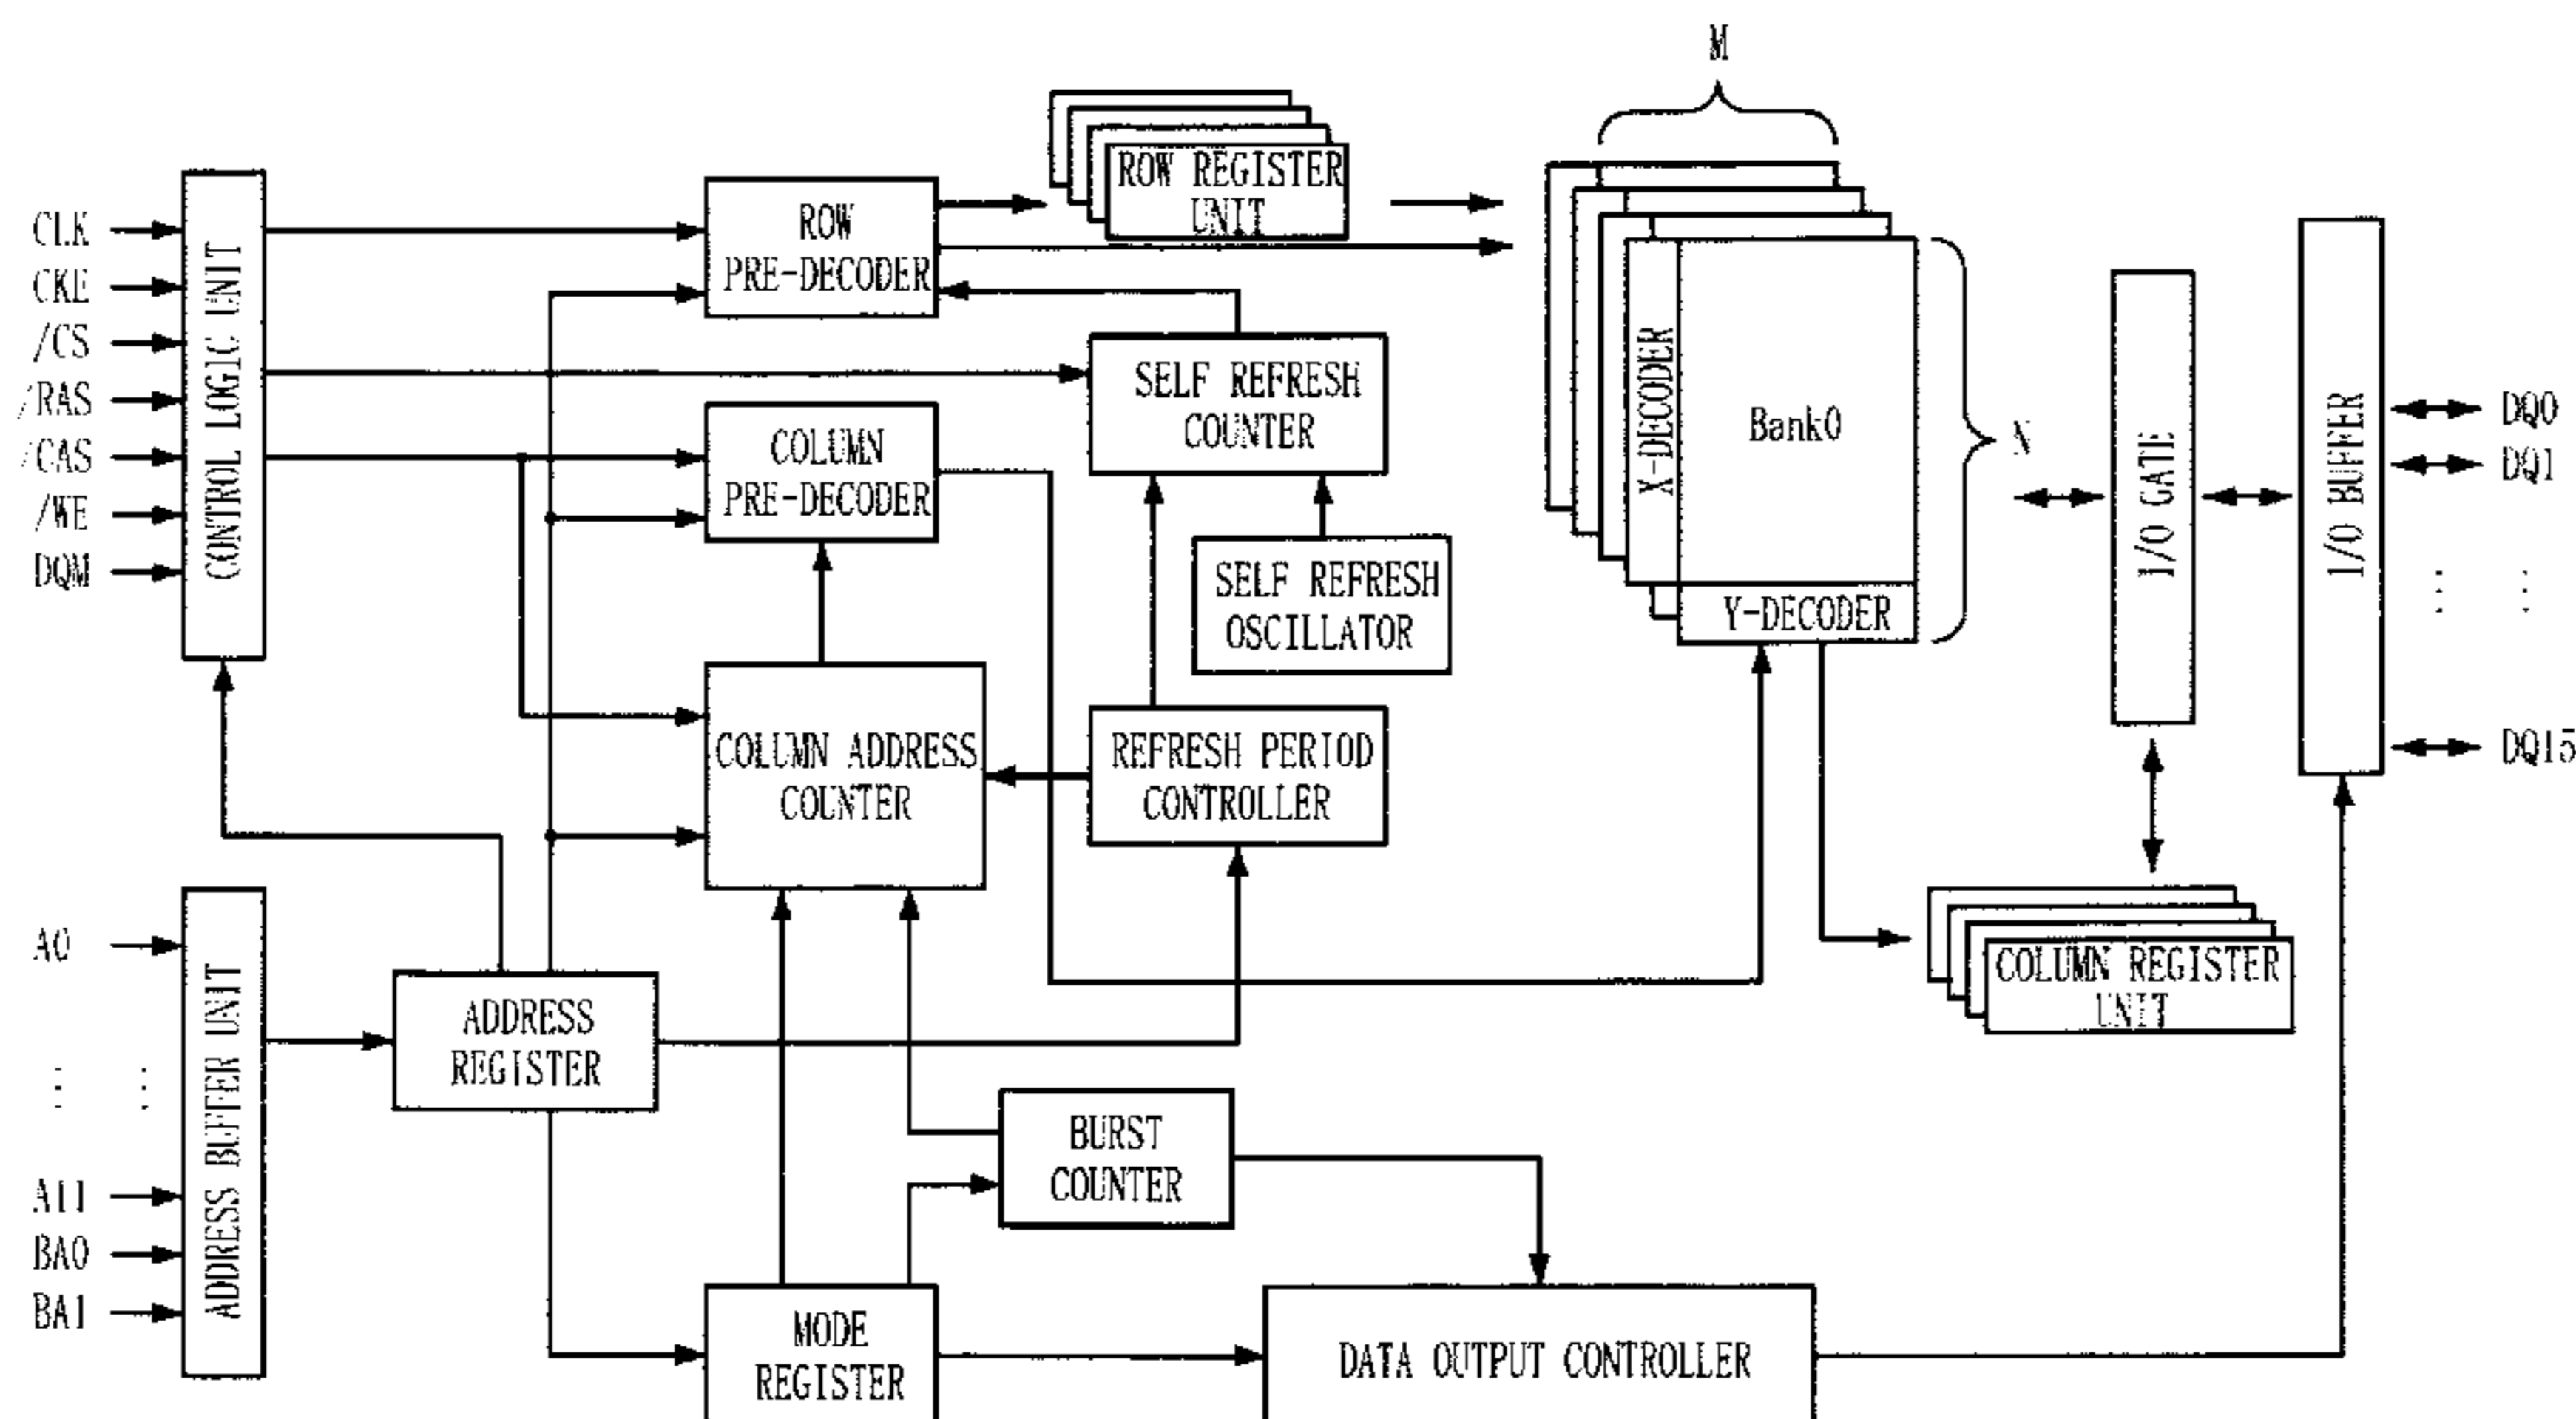 M
ROW REGISTER
UNIT
ROW
PRE-DECODER
CLK
CKE
/CS
/RAS
/CAS
/WE
DQM
CONTROL LOGIC UNIT
SELF REFRESH
COUNTER
COLUMN
PRE-DECODER
SELF REFRESH
OSCILLATOR
X-DECODER
Bank0
Y-DECODER
N
I/O GATE
I/O BUFFER
DQ0
DQ1
DQ15
COLUMN ADDRESS
COUNTER
REFRESH PERIOD
CONTROLLER
COLUMN REGISTER
UNIT
A0
A11
BA0
BA1
ADDRESS BUFFER UNIT
ADDRESS
REGISTER
BURST
COUNTER
MODE
REGISTER
DATA OUTPUT CONTROLLER